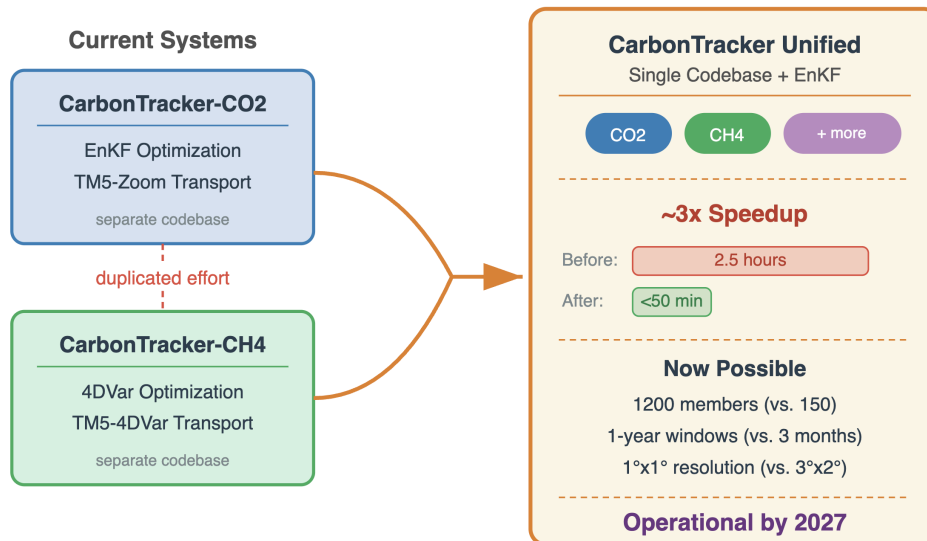 Current Systems
CarbonTracker-CO2
EnKF Optimization
TM5-Zoom Transport
separate codebase
duplicated effort
CarbonTracker-CH4
4DVar Optimization
TM5-4DVar Transport
separate codebase
CarbonTracker Unified
Single Codebase + EnKF
CO2 CH4 + more
~3x Speedup
Before: 2.5 hours
After: <50 min
Now Possible
1200 members (vs. 150)
1-year windows (vs. 3 months)
1°x1° resolution (vs. 3°x2°)
Operational by 2027